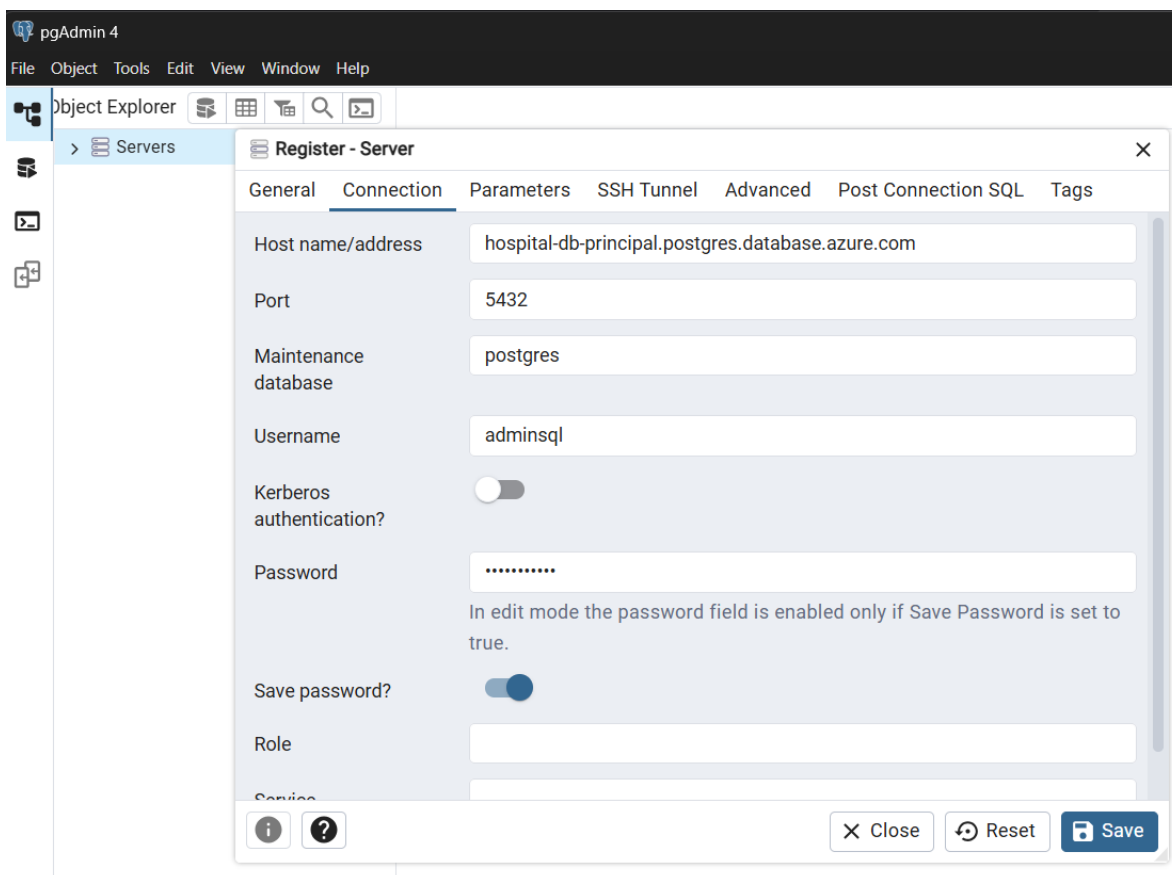 pgAdmin 4
File Object Tools Edit View Window Help
Object Explorer
Servers
Register - Server
General Connection Parameters SSH Tunnel Advanced Post Connection SQL Tags
Host name/address hospital-db-principal.postgres.database.azure.com
Port 5432
Maintenance postgres
database
Username adminsql
Kerberos
authentication?
Password •••••••••••
In edit mode the password field is enabled only if Save Password is set to
true.
Save password?
Role
Service
Close Reset Save